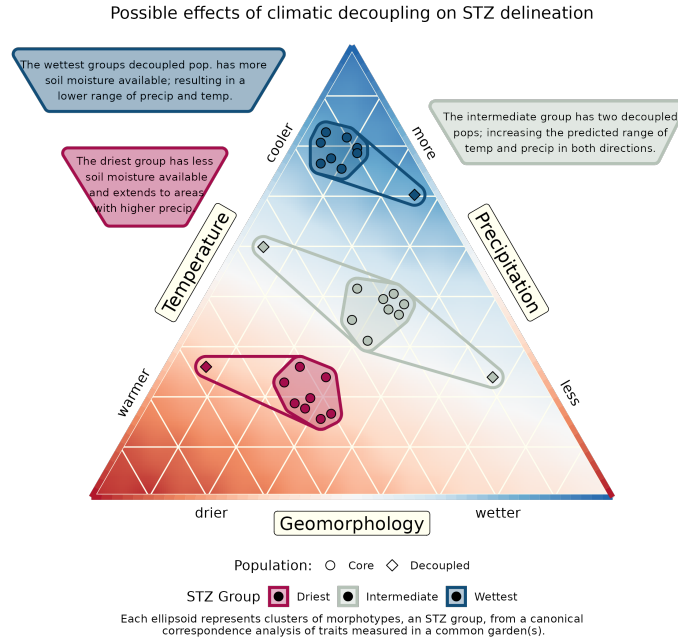 Possible effects of climatic decoupling on STZ delineation
The wettest groups decoupled pop. has more
soil moisture available; resulting in a
lower range of precip and temp.
The intermediate group has two decoupled
pops; increasing the predicted range of
temp and precip in both directions.
The driest group has less
soil moisture available
and extends to areas
with higher precip.
cooler
more
Temperature
Precipitation
warmer
less
drier
wetter
Geomorphology
Population: Core Decoupled
STZ Group Driest Intermediate Wettest
Each ellipsoid represents clusters of morphotypes, an STZ group, from a canonical
correspondence analysis of traits measured in a common garden(s).